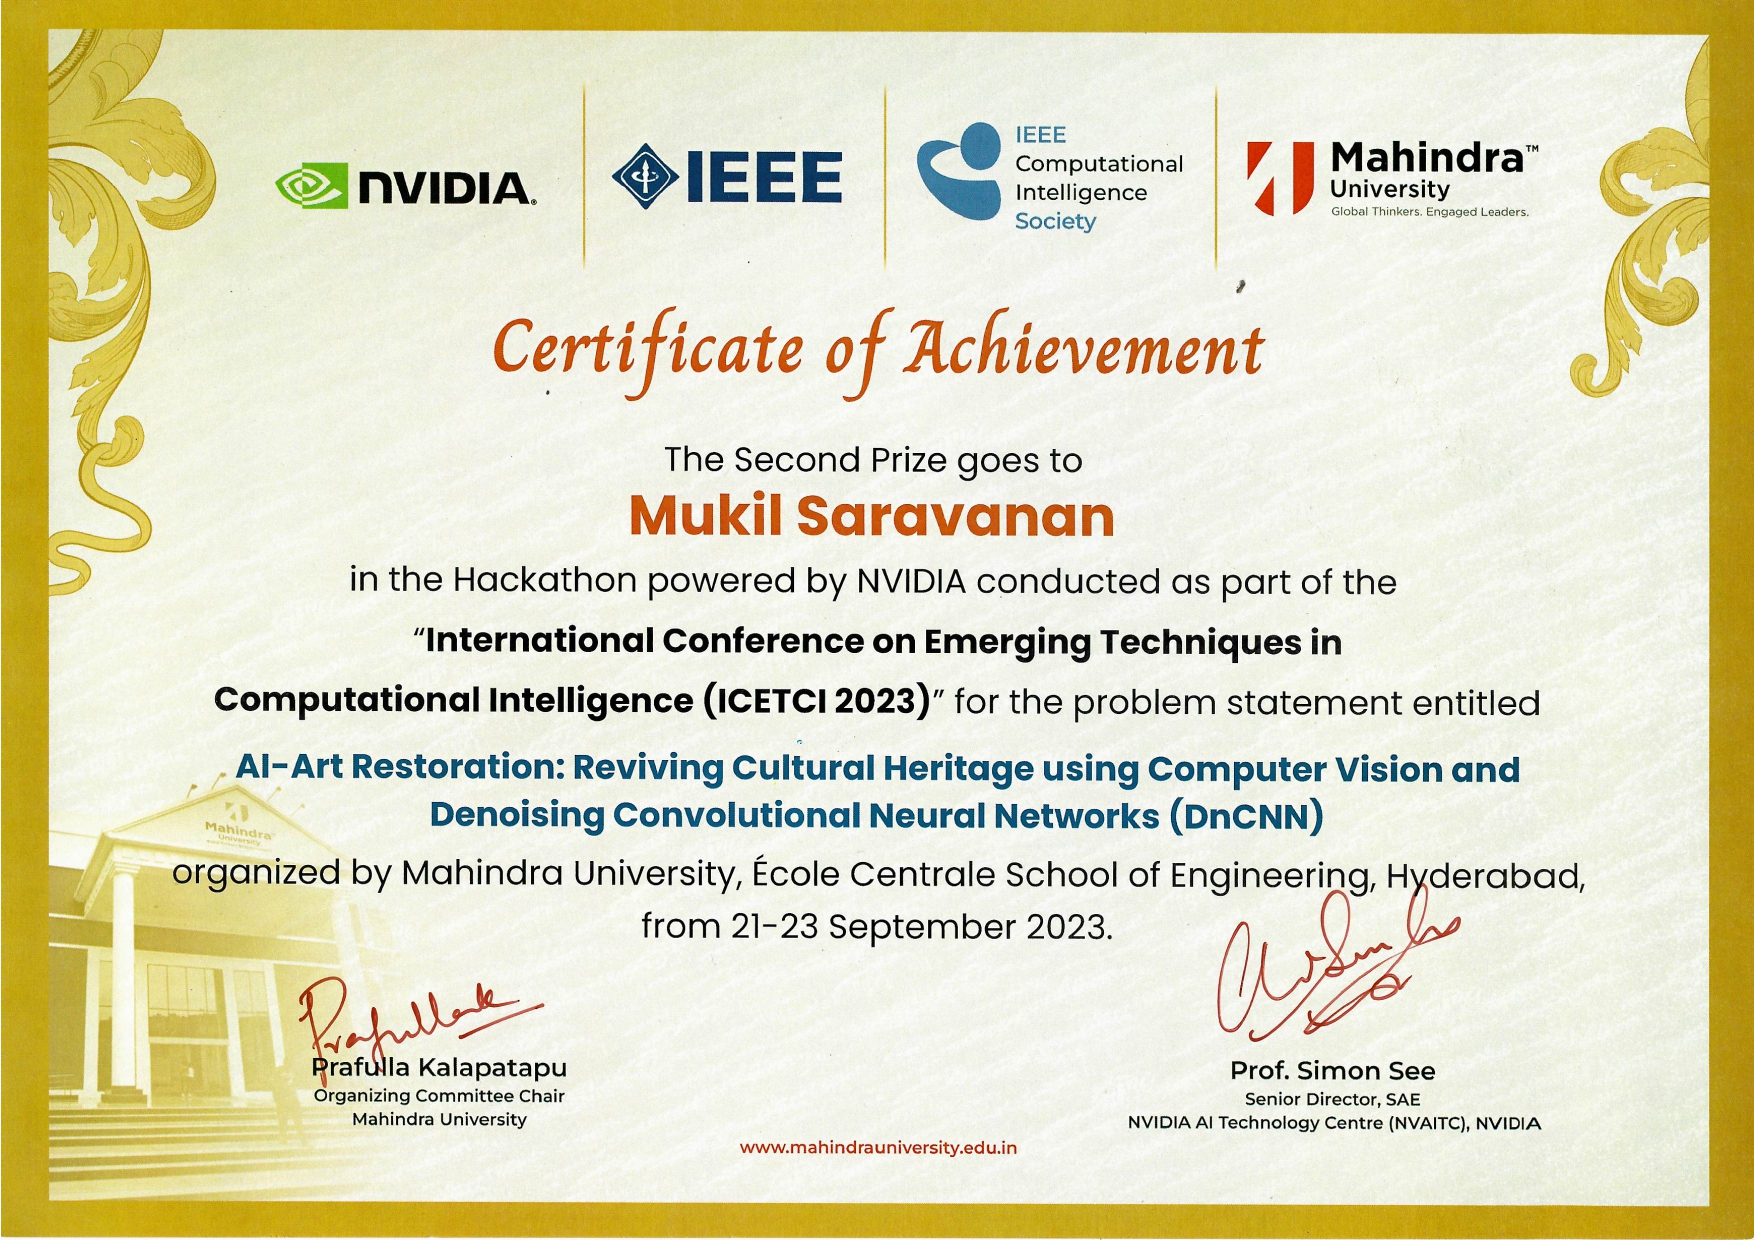 NVIDIA.
IEEE
IEEE
Computational
Intelligence
Society
Mahindra™
University
Global Thinkers. Engaged Leaders.
Certificate of Achievement
The Second Prize goes to
Mukil Saravanan
in the Hackathon powered by NVIDIA conducted as part of the
“International Conference on Emerging Techniques in
Computational Intelligence (ICETCI 2023)” for the problem statement entitled
AI-Art Restoration: Reviving Cultural Heritage using Computer Vision and
Denoising Convolutional Neural Networks (DnCNN)
Mahindra
University
organized by Mahindra University, École Centrale School of Engineering, Hyderabad,
from 21-23 September 2023.
Prafulla Kalapatapu
Organizing Committee Chair
Mahindra University
Prof. Simon See
Senior Director, SAE
NVIDIA AI Technology Centre (NVAITC), NVIDIA
www.mahindrauniversity.edu.in